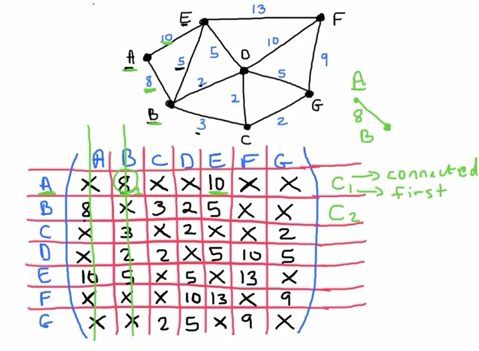 13
E
F
10
5
D
10
A
5
9
8
2
5
B
2
G
3
2
C
A
8
B
A B C D E F G
A X 8 X X 10 X X C1 → connected
→ first
B 8 X 3 2 5 X X C2
C X 3 X 2 X X 2
D X 2 2 X 5 10 5
E 10 5 X 5 X 13 X
F X X X 10 13 X 9
G X X 2 5 X 9 X